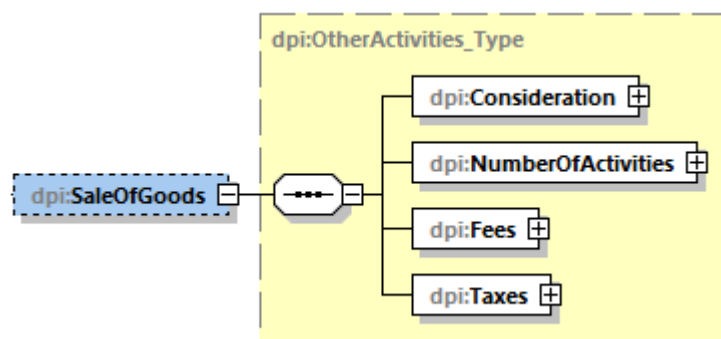 dpi:OtherActivities_Type
dpi:Consideration
dpi:NumberOfActivities
dpi:SaleOfGoods
dpi:Fees
dpi:Taxes